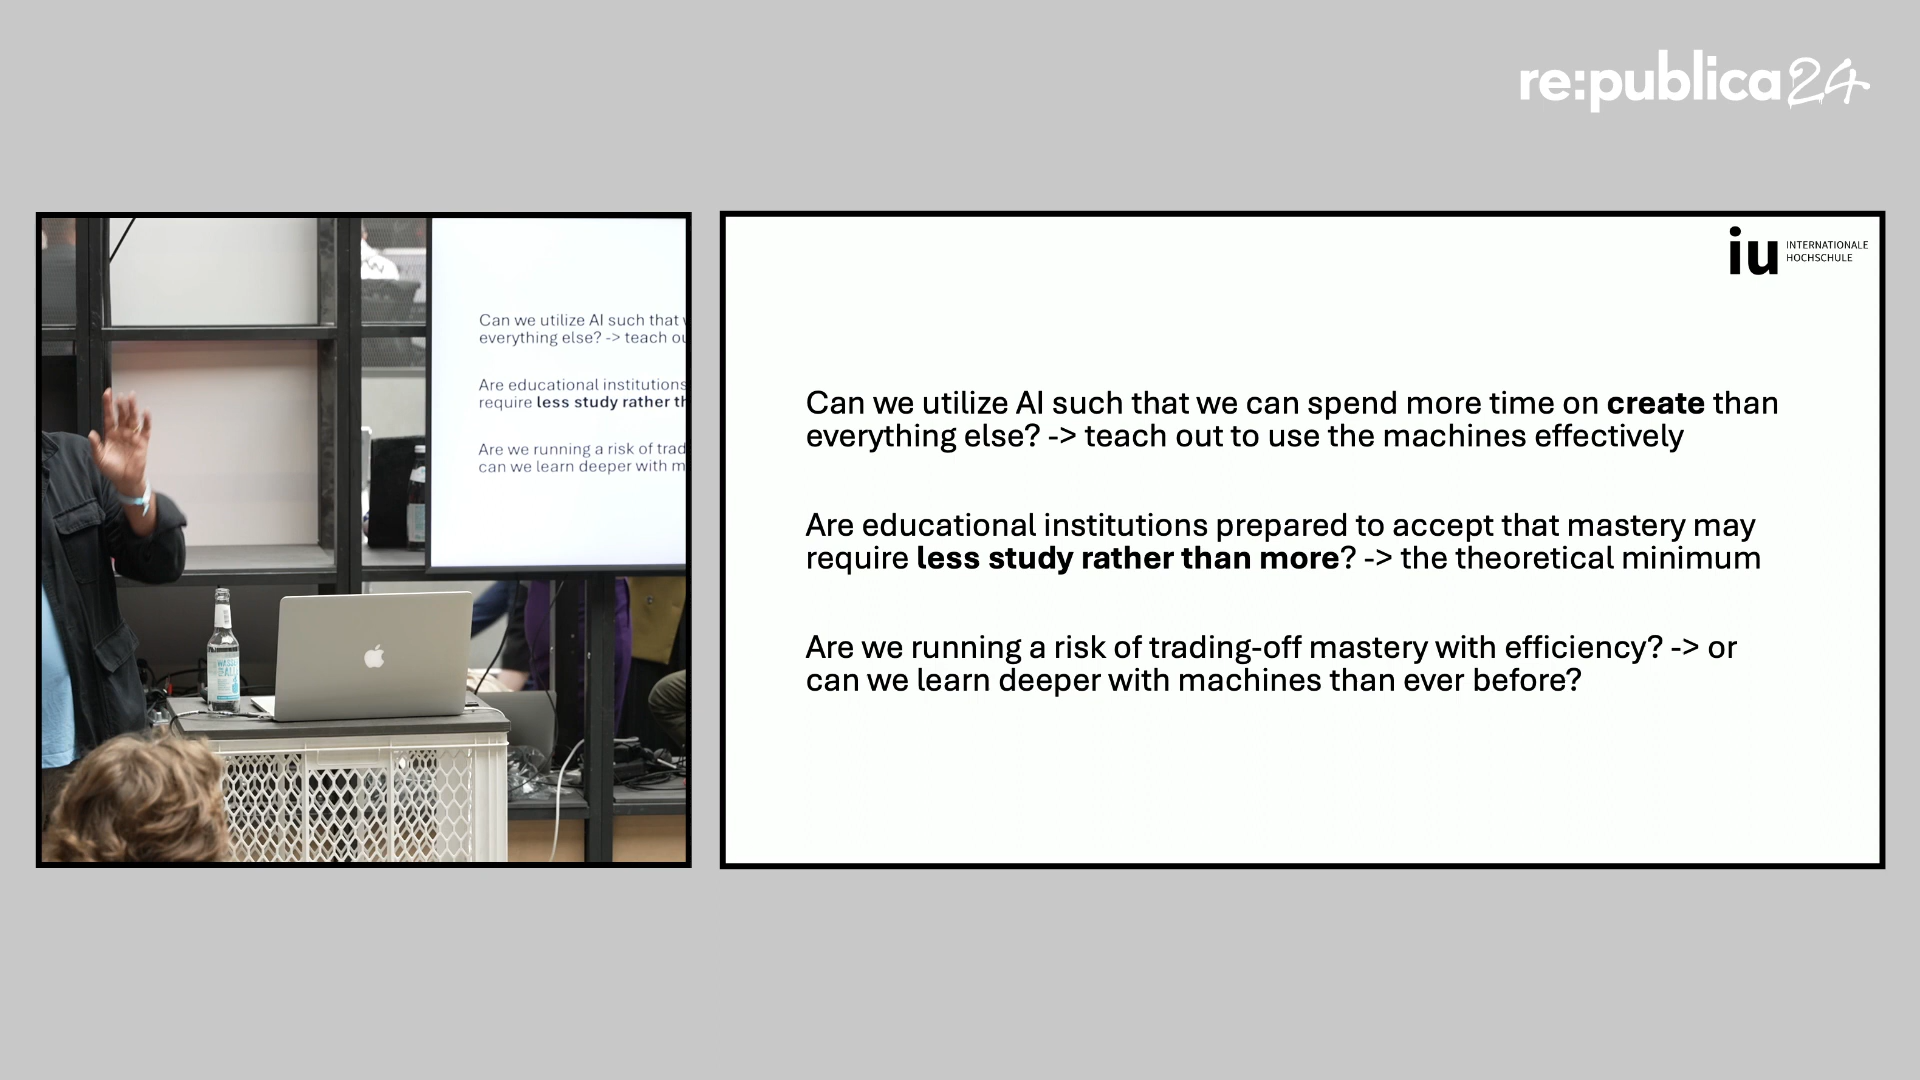 re:publica24
Can we utilize AI such that
everything else? -> teach
Are educational institutions
require less study rather
Are we running a risk of
can we learn deeper with
iu INTERNATIONALE
HOCHSCHULE
Can we utilize AI such that we can spend more time on create than
everything else? -> teach out to use the machines effectively
Are educational institutions prepared to accept that mastery may
require less study rather than more? -> the theoretical minimum
Are we running a risk of trading-off mastery with efficiency? -> or
can we learn deeper with machines than ever before?